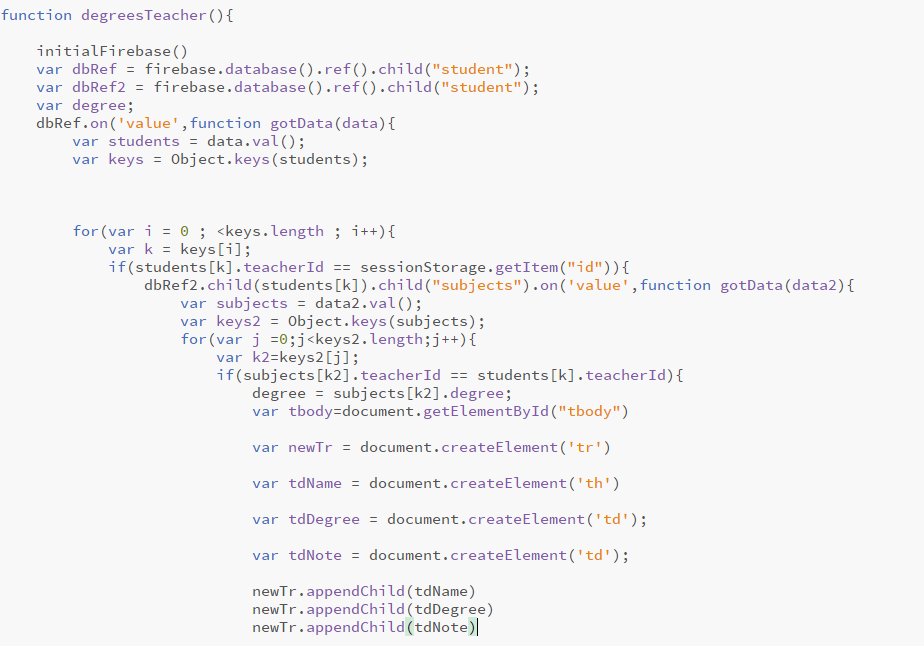 function degreesTeacher(){
initialFirebase()
var dbRef = firebase.database().ref().child("student");
var dbRef2 = firebase.database().ref().child("student");
var degree;
dbRef.on('value',function gotData(data){
var students = data.val();
var keys = Object.keys(students);
for(var i = 0 ; <keys.length ; i++){
var k = keys[i];
if(students[k].teacherId == sessionStorage.getItem("id")){
dbRef2.child(students[k]).child("subjects").on('value',function gotData(data2){
var subjects = data2.val();
var keys2 = Object.keys(subjects);
for(var j =0;j<keys2.length;j++){
var k2=keys2[j];
if(subjects[k2].teacherId == students[k].teacherId){
degree = subjects[k2].degree;
var tbody=document.getElementById("tbody")
var newTr = document.createElement('tr')
var tdName = document.createElement('th')
var tdDegree = document.createElement('td');
var tdNote = document.createElement('td');
newTr.appendChild(tdName)
newTr.appendChild(tdDegree)
newTr.appendChild(tdNote)